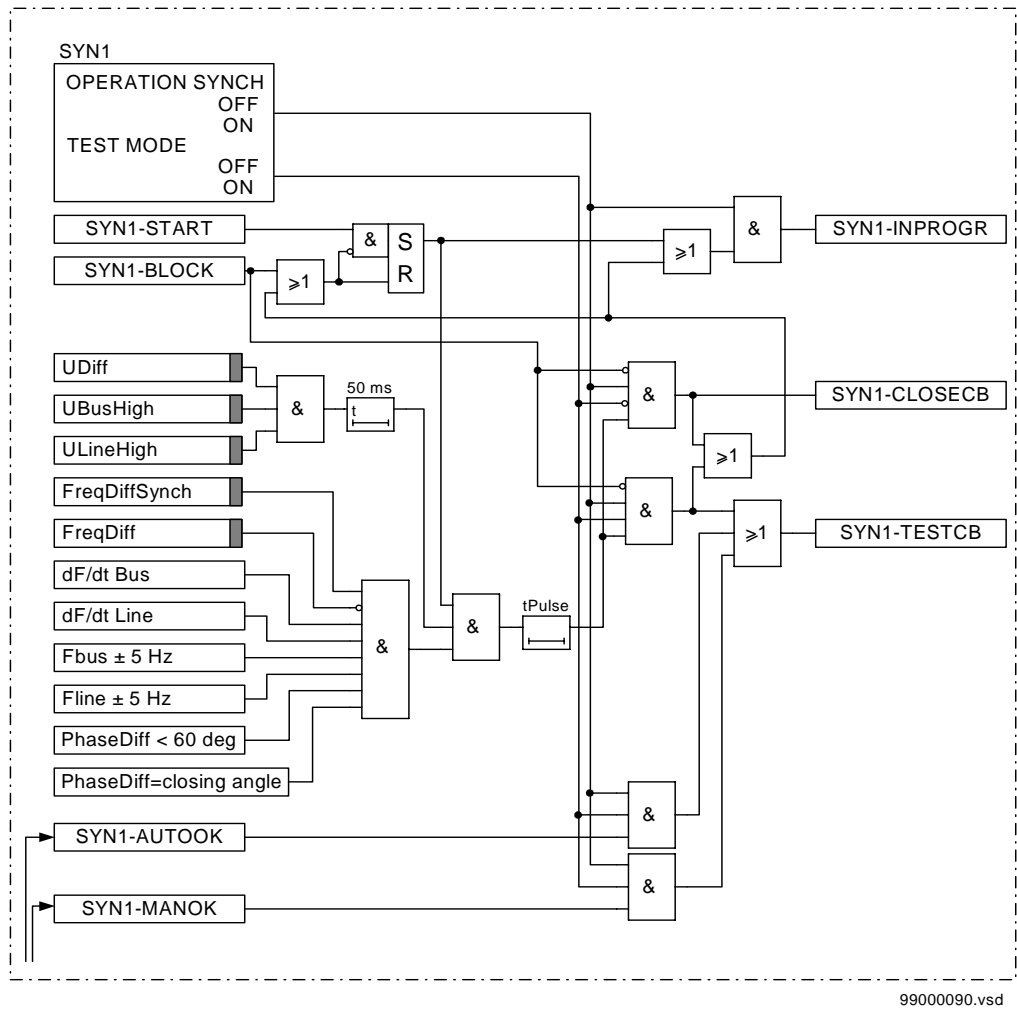 SYN1
OPERATION SYNCH
OFF
ON
TEST MODE
OFF
ON
SYN1-START
& S
R
SYN1-BLOCK
≥1
≥1
&
SYN1-INPROGR
UDiff
UBusHigh
ULineHigh
&
50 ms
t
&
SYN1-CLOSECB
≥1
FreqDiffSynch
FreqDiff
&
≥1
SYN1-TESTCB
dF/dt Bus
dF/dt Line
Fbus ± 5 Hz
Fline ± 5 Hz
PhaseDiff < 60 deg
PhaseDiff=closing angle
&
&
tPulse
SYN1-AUTOOK
&
SYN1-MANOK
&
99000090.vsd